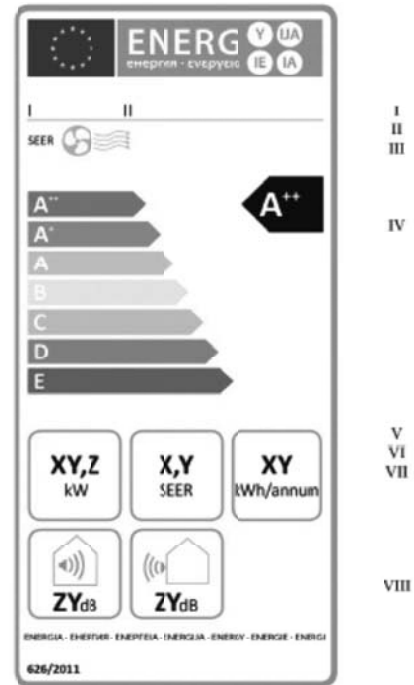 ENERG Y IJA
енергия · ενεργεια IE IA
I II
I
II
SEER
III
A++
A++
IV
A+
A
B
C
D
E
V
VI
VII
XY,Z X,Y XY
kW SEER kWh/annum
VIII
ZYdB ZYdB
626/2011